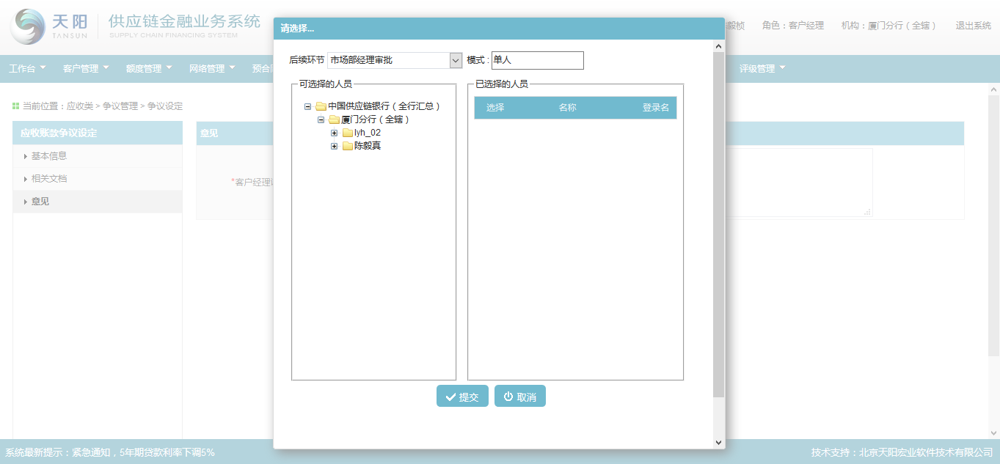 天阳
TANSUN
供应链金融业务系统
SUPPLY CHAIN FINANCING SYSTEM
毅桢 角色：客户经理 机构：厦门分行（全辖） 退出系统
工作台 客户管理 额度管理 网络管理 预合 评级管理
当前位置：应收类 > 争议管理 > 争议设定
应收账款争议设定
基本信息
相关文档
意见
意见
*客户经理
请选择...
后续环节 市场部经理审批 模式 : 单人
可选择的人员
中国供应链银行（全行汇总）
厦门分行（全辖）
lyh_02
陈毅真
已选择的人员
选择 名称 登录名
提交 取消
系统最新提示：紧急通知，5年期贷款利率下调5%
技术支持：北京天阳宏业软件技术有限公司